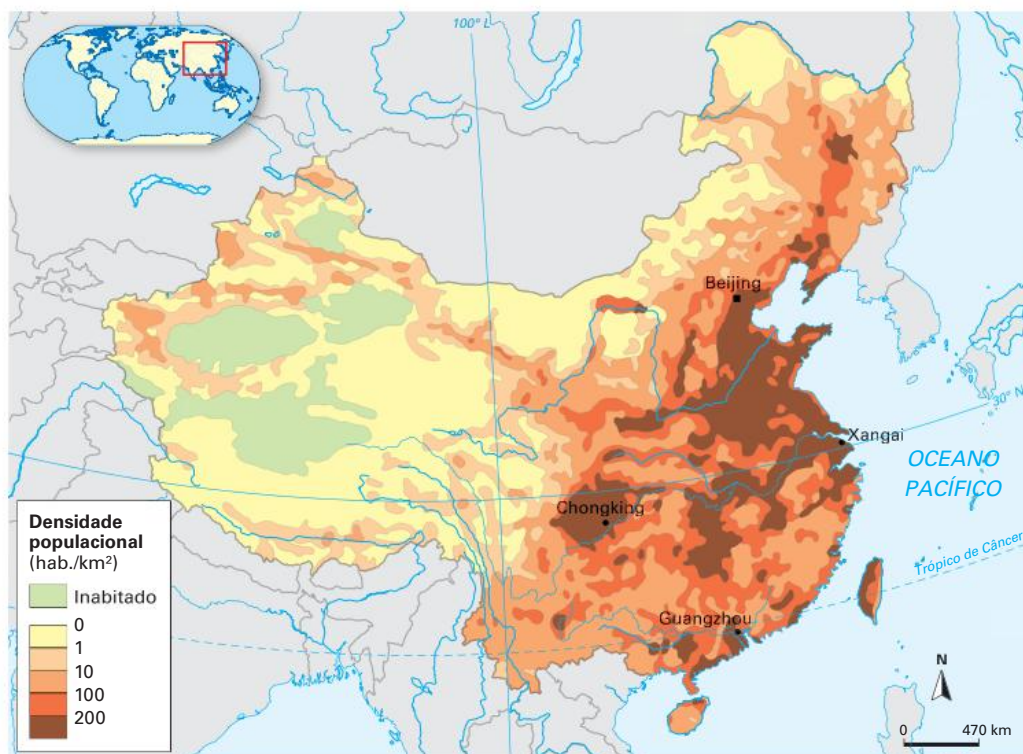 100° L
Beijing
30° N
Xangai
OCEANO
PACÍFICO
Chongking
Trópico de Câncer
Guangzhou
Densidade
populacional
(hab./km²)
Inabitado
0
1
10
100
200
N
0 470 km